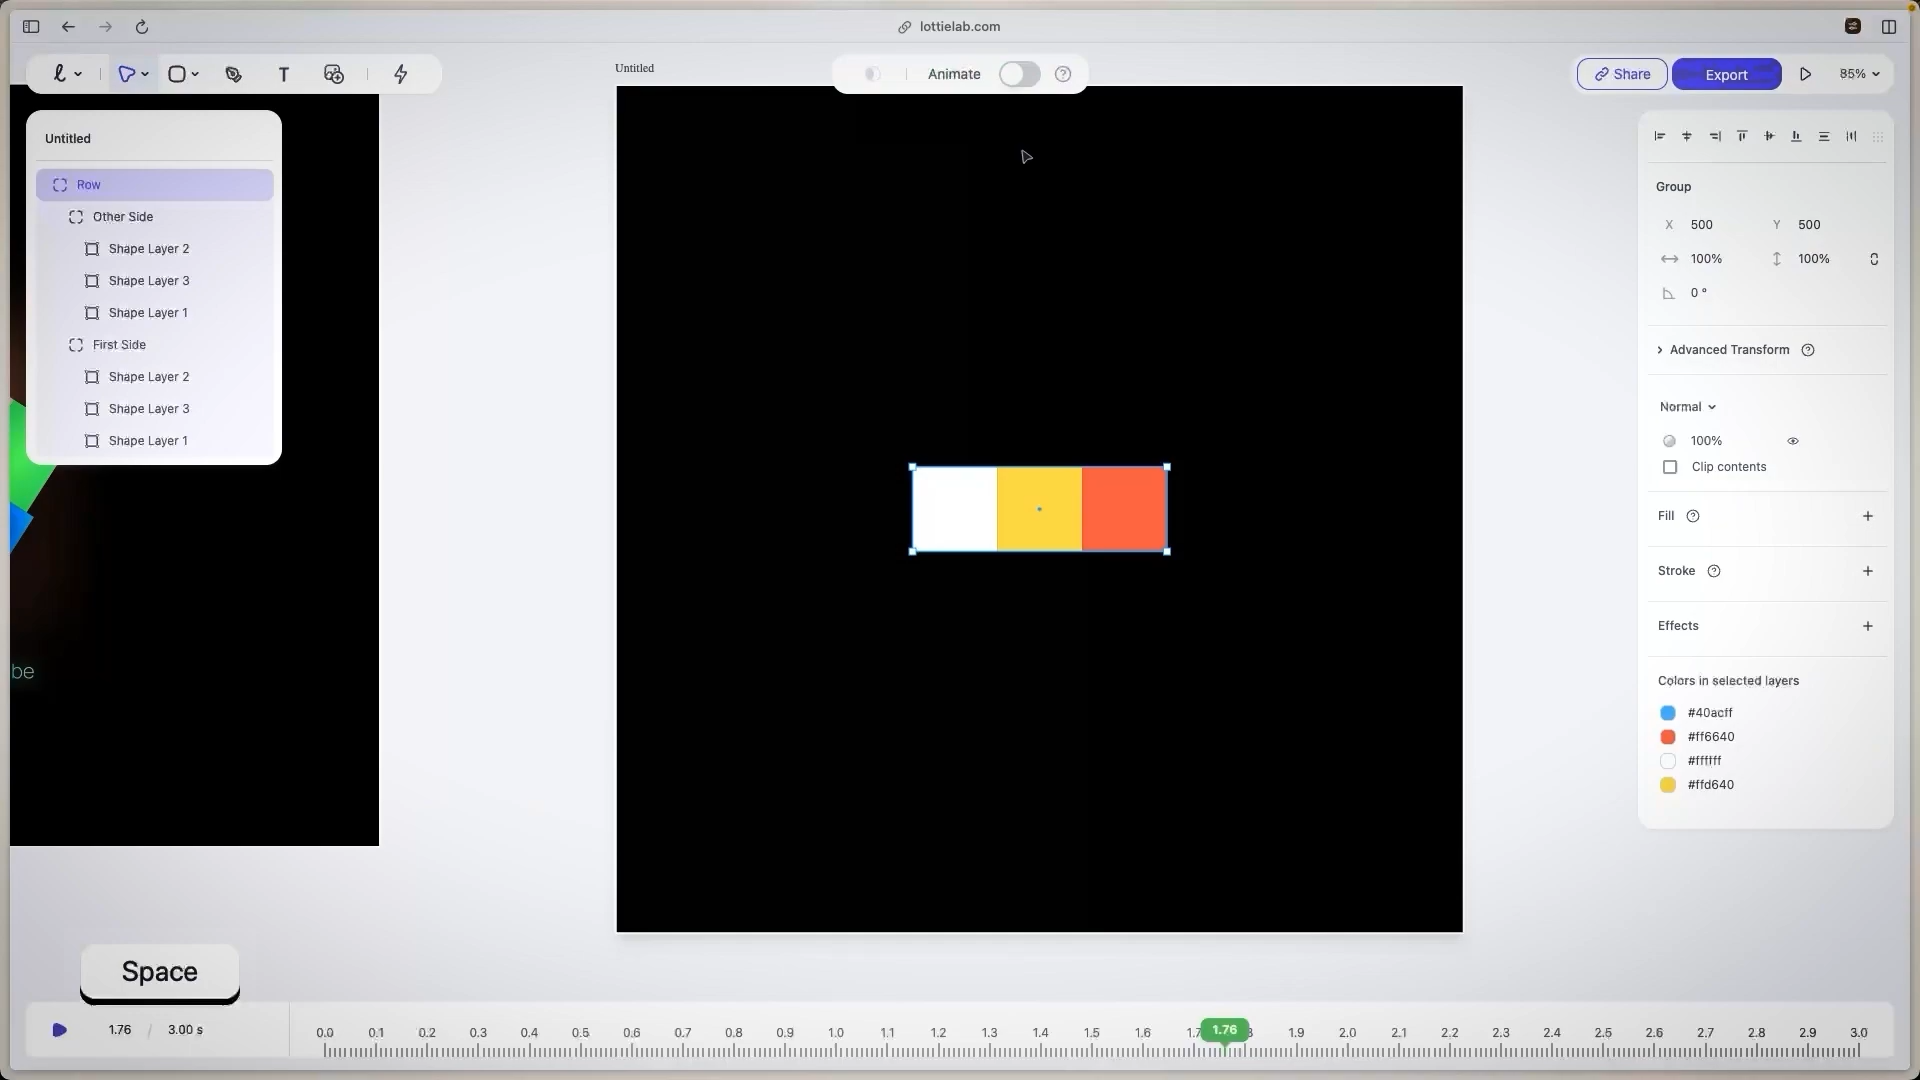 lottielab.com
Untitled
Animate
Share
Export
85%
Untitled
Row
Other Side
Shape Layer 2
Shape Layer 3
Shape Layer 1
First Side
Shape Layer 2
Shape Layer 3
Shape Layer 1
be
Group
X 500 Y 500
100% 100%
0 °
Advanced Transform
Normal
100%
Clip contents
Fill
Stroke
Effects
Colors in selected layers
#40acff
#ff6640
#ffffff
#ffd640
Space
1.76 / 3.00 s
0.0 0.1 0.2 0.3 0.4 0.5 0.6 0.7 0.8 0.9 1.0 1.1 1.2 1.3 1.4 1.5 1.6 1.7 1.76 1.9 2.0 2.1 2.2 2.3 2.4 2.5 2.6 2.7 2.8 2.9 3.0